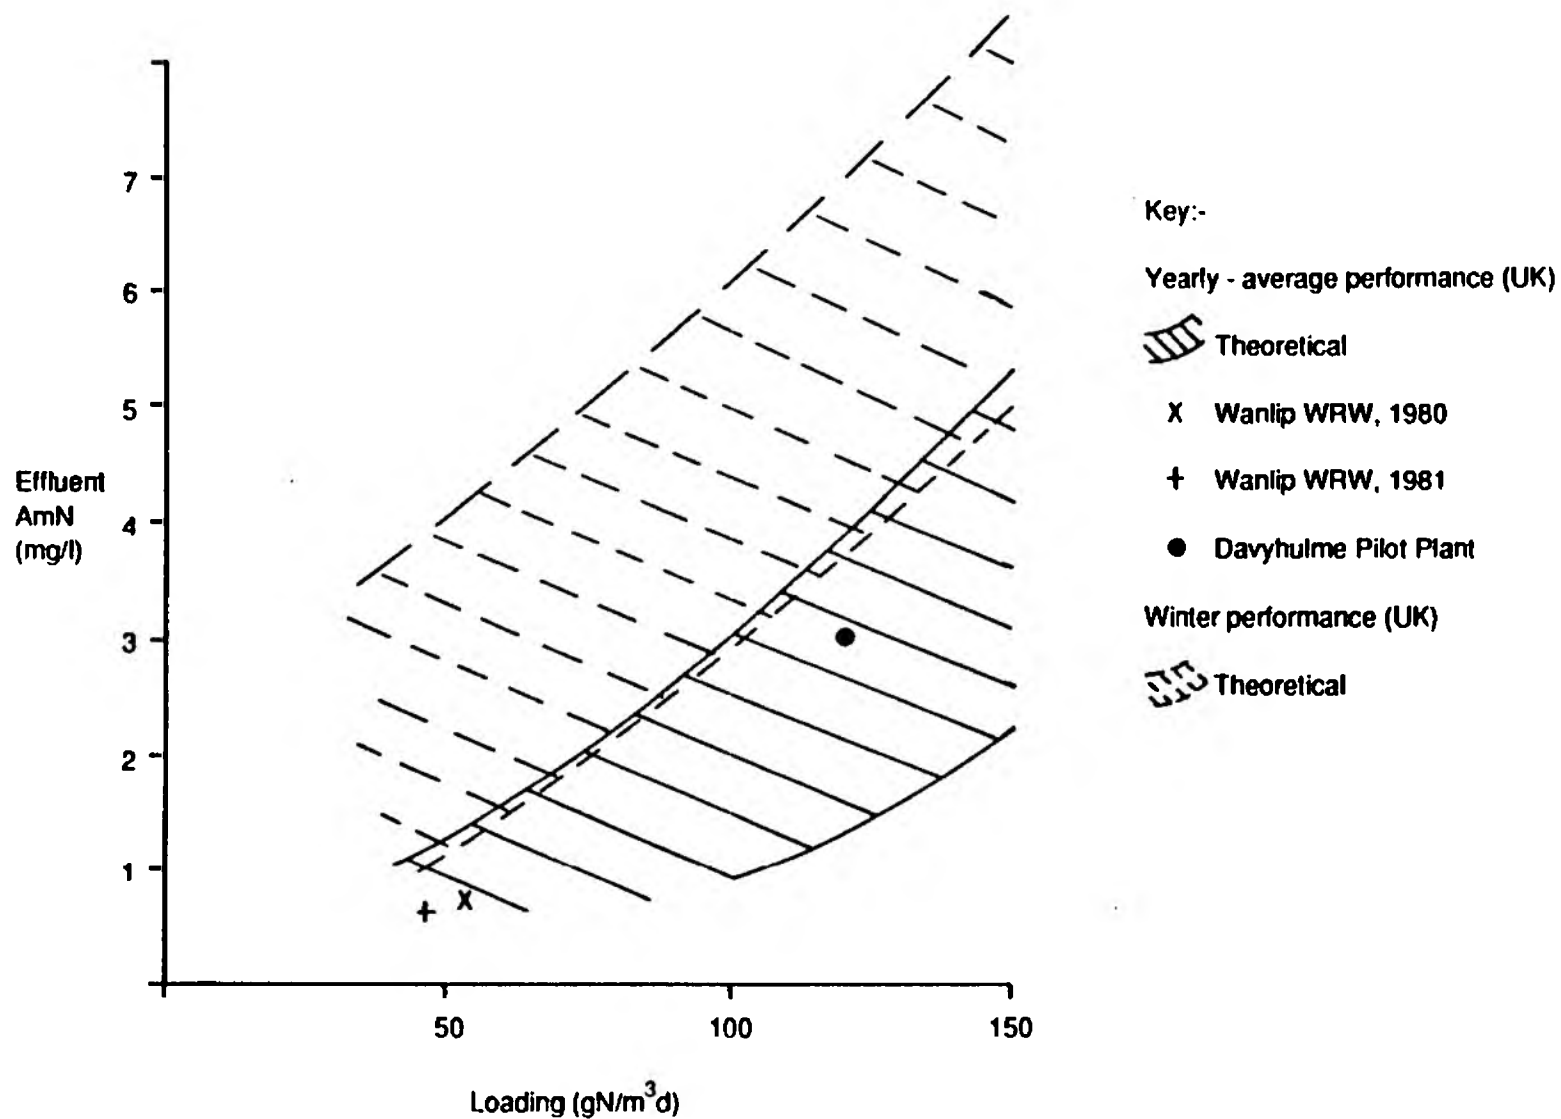 7
6
5
4
3
2
1
Effluent
AmN
(mg/l)
50
100
150
Loading (gN/m³d)
Key:-
Yearly - average performance (UK)
Theoretical
X Wanlip WRW, 1980
+ Wanlip WRW, 1981
● Davyhulme Pilot Plant
Winter performance (UK)
Theoretical